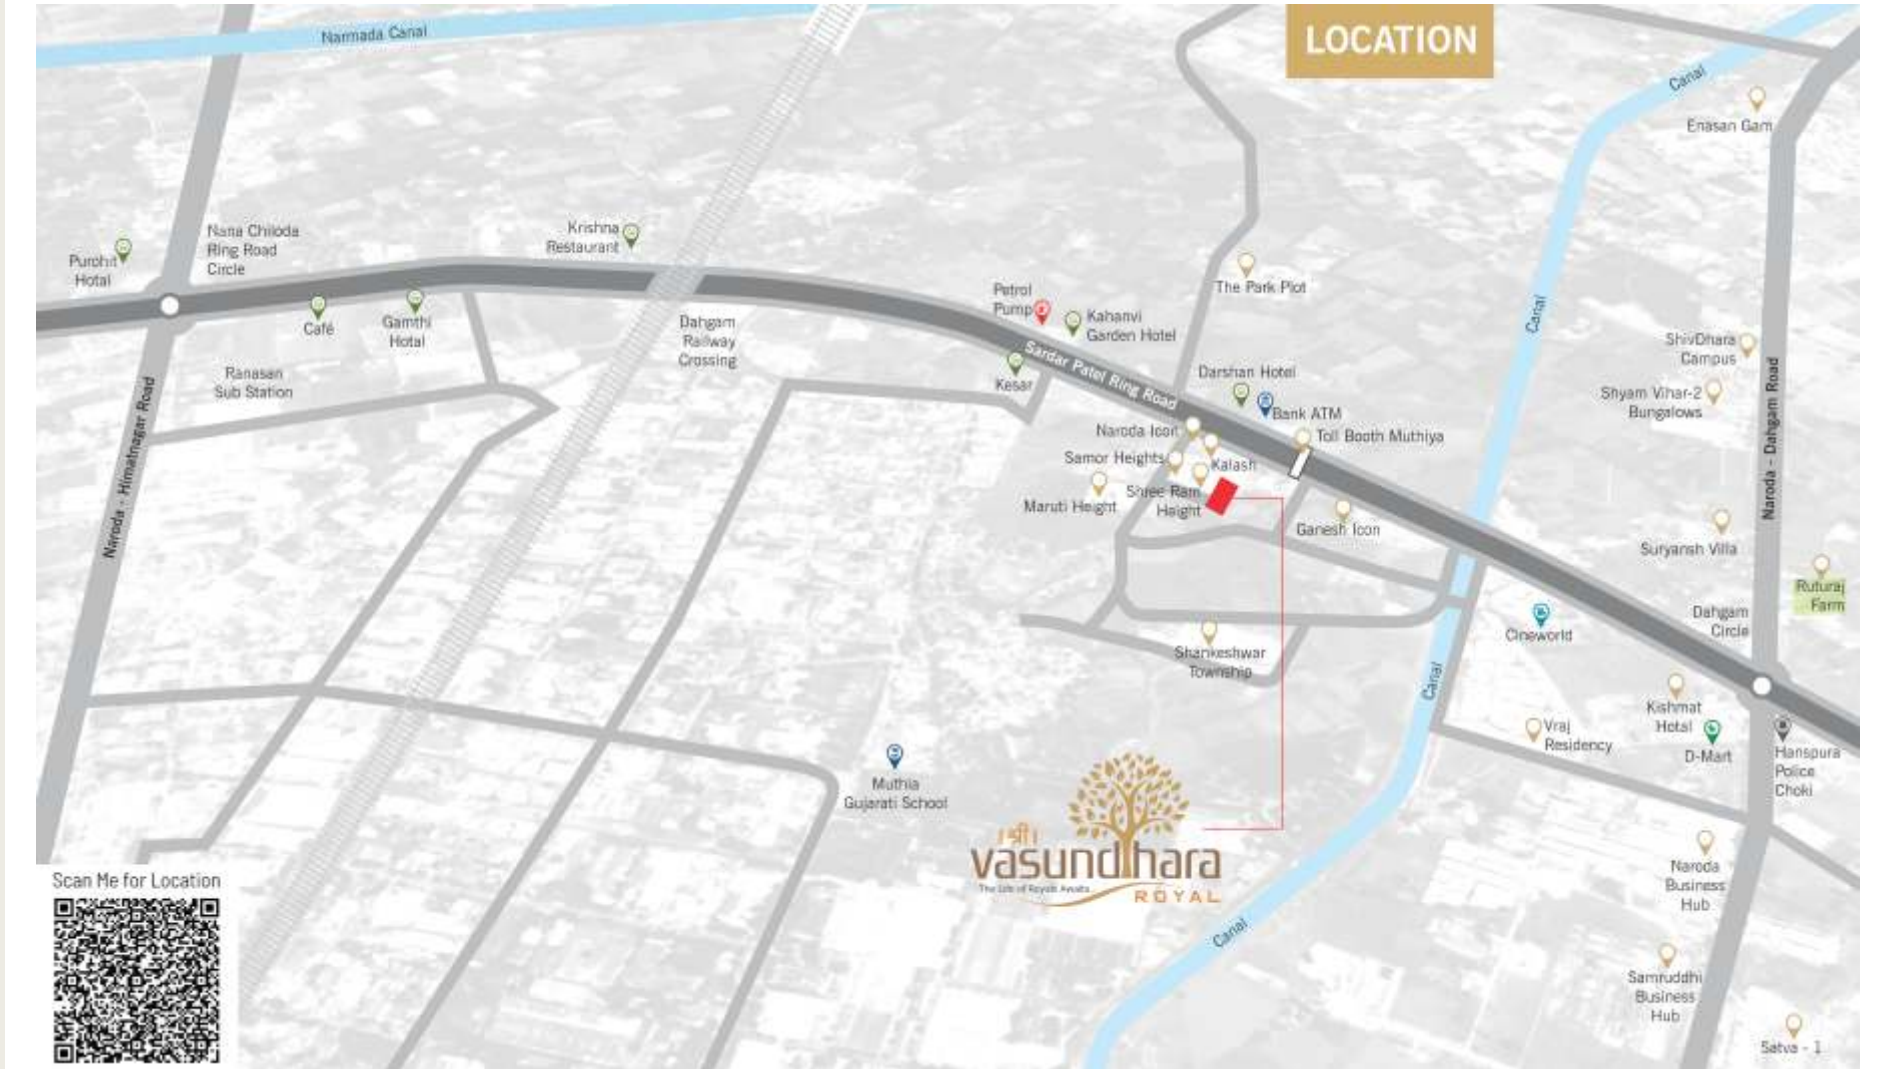 LOCATION
Narmada Canal
Canal
Enasan Gam
Nana Chiloda
Ring Road
Circle
Purohit
Hotal
Krishna
Restaurant
Café
Gamthi
Hotal
Dahgam
Railway
Crossing
Ranasan
Sub Station
Naroda - Himatnagar Road
Petrol
Pump
Kahanvi
Garden Hotel
The Park Plot
Canal
Kesar
Sardar Patel Ring Road
Darshan Hotel
Bank ATM
Toll Booth Muthiya
ShivDhara
Campus
Shyam Vihar-2
Bungalows
Naroda - Dahgam Road
Naroda Icon
Samor Heights
Kalash
Maruti Height
Shree Ram
Height
Ganesh Icon
Suryansh Villa
Ruturaj
Farm
Dahgam
Circle
Cineworld
Shankeshwar
Township
Canal
Kishmat
Hotal
D-Mart
Vraj
Residency
Hanspura
Police
Choki
Muthia
Gujarati School
।श्री।
vasundhara
ROYAL
Canal
Naroda
Business
Hub
Samruddhi
Business
Hub
Satva - 1
Scan Me for Location